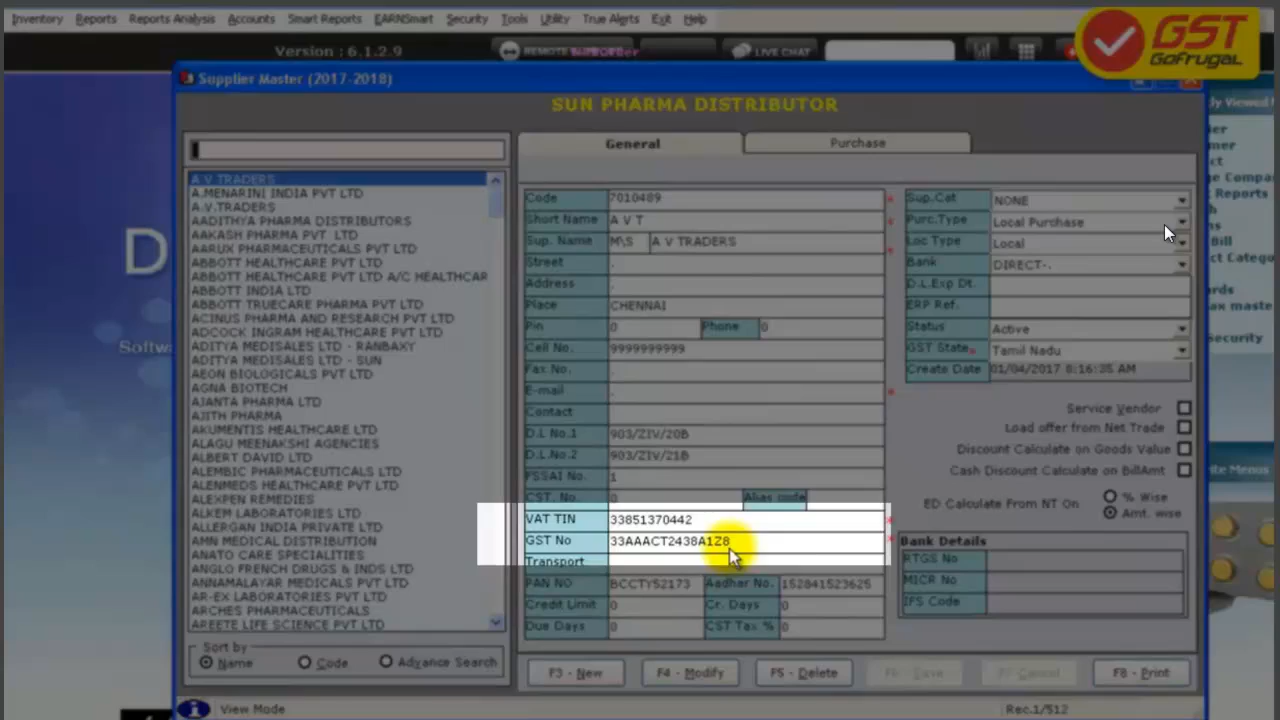 Inventory Reports Reports Analysis Accounts Smart Reports EARNSmart Security Tools Utility True Alerts Exit Help
Version : 6.1.2.9
LIVE CHAT
GST
GOFRUGAL
Supplier Master (2017-2018)
SUN PHARMA DISTRIBUTOR
General
Purchase
A V TRADERS
A.MENARINI INDIA PVT LTD
A.V.TRADERS
AADITHYA PHARMA DISTRIBUTORS
AAKASH PHARMA PVT LTD
AARUX PHARMACEUTICALS PVT LTD
ABBOTT HEALTHCARE PVT LTD
ABBOTT HEALTHCARE PVT LTD A/C HEALTHCAR
ABBOTT INDIA LTD
ABBOTT TRUECARE PHARMA PVT LTD
ACINUS PHARMA AND RESEARCH PVT LTD
ADCOCK INGRAM HEALTHCARE PVT LTD
ADITYA MEDISALES LTD - RANBAXY
ADITYA MEDISALES LTD - SUN
AEON BIOLOGICALS PVT LTD
AGNA BIOTECH
AJANTA PHARMA LTD
AJITH PHARMA
AKUMENTIS HEALTHCARE LTD
ALAGU MEENAKSHI AGENCIES
ALBERT DAVID LTD
ALEMBIC PHARMACEUTICALS LTD
ALENMEDS HEALTHCARE PVT LTD
ALEXPEN REMEDIES
ALKEM LABORATORIES LTD
ALLERGAN INDIA PRIVATE LTD
AMN MEDICAL DISTRIBUTION
ANATO CARE SPECIALITIES
ANGLO FRENCH DRUGS & INDS LTD
ANNAMALAYAR MEDICALS PVT LTD
AR-EX LABORATORIES PVT LTD
ARCHES PHARMACEUTICALS
AREETE LIFE SCIENCE PVT LTD
Sort by
Name Code Advance Search
Code 7010489
Short Name A V T
Sup. Name M\S A V TRADERS
Street .
Address .
Place CHENNAI
Pin 0 Phone 0
Cell No. 9999999999
Fax No. .
E-mail .
Contact
D.L No.1 903/ZIV/20B
D.L.No.2 903/ZIV/21B
FSSAI No. 1
CST. No. 0 Alias code
VAT TIN 33851370442
GST No 33AAACT2438A1Z8
Transport
PAN NO BCCTY52173 Aadhar No. 152841523625
Credit Limit 0 Cr. Days 0
Due Days 0 CST Tax % 0
Sup.Cat NONE
Purc.Type Local Purchase
Loc Type Local
Bank DIRECT-.
D.L.Exp Dt.
ERP Ref.
Status Active
GST State* Tamil Nadu
Create Date 01/04/2017 8:16:35 AM
Service Vendor
Load offer from Net Trade
Discount Calculate on Goods Value
Cash Discount Calculate on BillAmt
ED Calculate From NT On % Wise
Amt. wise
Bank Details
RTGS No
MICR No
IFS Code
F3 - New F4 - Modify F5 - Delete F8 - Print
View Mode
Rec.1/512